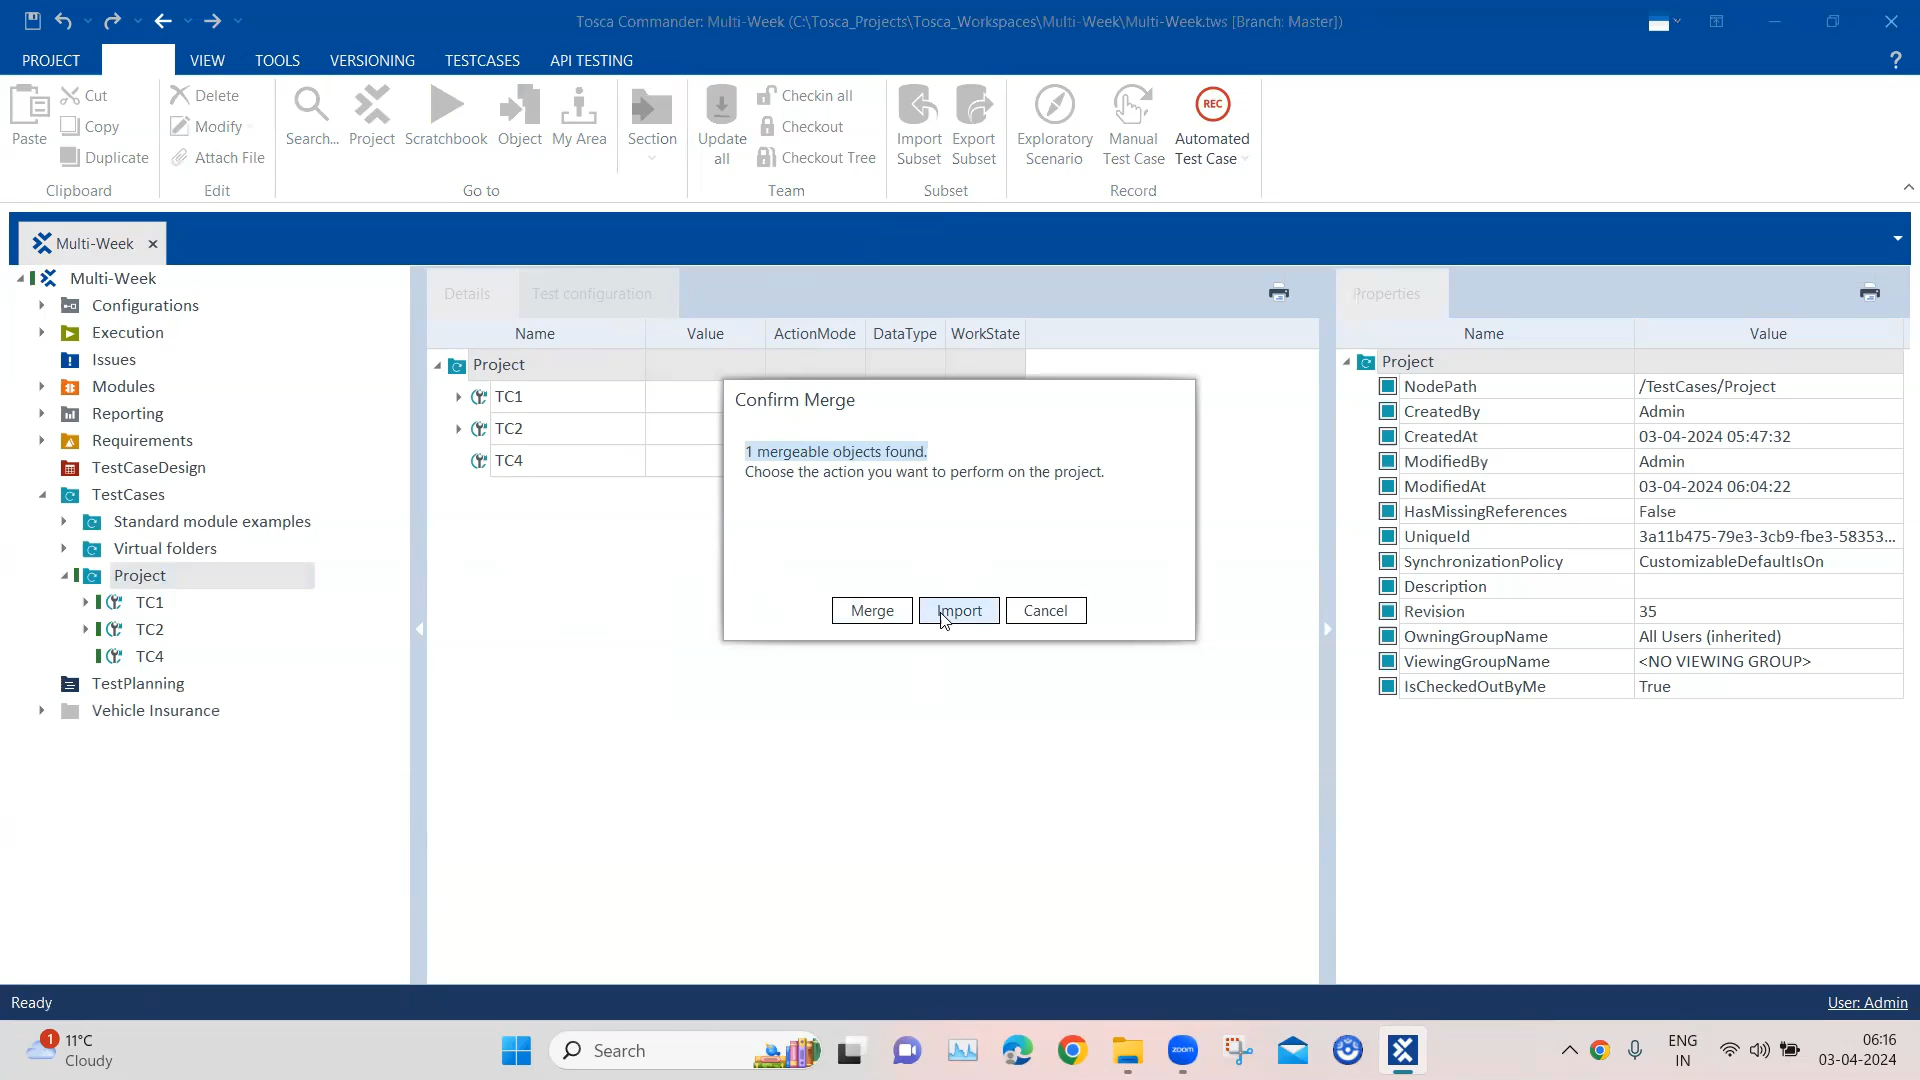 Tosca Commander: Multi-Week (C:\Tosca_Projects\Tosca_Workspaces\Multi-Week\Multi-Week.tws [Branch: Master])
PROJECT VIEW TOOLS VERSIONING TESTCASES API TESTING ?
Paste
Cut
Copy
Duplicate
Clipboard
Delete
Modify
Attach File
Edit
Search... Project Scratchbook Object My Area
Go to
Section
Update all
Checkin all
Checkout
Checkout Tree
Team
Import Subset
Export Subset
Subset
Exploratory Scenario
Manual Test Case
REC
Automated Test Case
Record
Multi-Week
Multi-Week
Configurations
Execution
Issues
Modules
Reporting
Requirements
TestCaseDesign
TestCases
Standard module examples
Virtual folders
Project
TC1
TC2
TC4
TestPlanning
Vehicle Insurance
Details Test configuration
Name Value ActionMode DataType WorkState
Project
TC1
TC2
TC4
Confirm Merge
1 mergeable objects found.
Choose the action you want to perform on the project.
Merge Import Cancel
Properties
Name Value
Project
NodePath /TestCases/Project
CreatedBy Admin
CreatedAt 03-04-2024 05:47:32
ModifiedBy Admin
ModifiedAt 03-04-2024 06:04:22
HasMissingReferences False
UniqueId 3a11b475-79e3-3cb9-fbe3-58353...
SynchronizationPolicy CustomizableDefaultIsOn
Description
Revision 35
OwningGroupName All Users (inherited)
ViewingGroupName <NO VIEWING GROUP>
IsCheckedOutByMe True
Ready User: Admin
1
11°C
Cloudy
Search
zoom
ENG
IN
06:16
03-04-2024